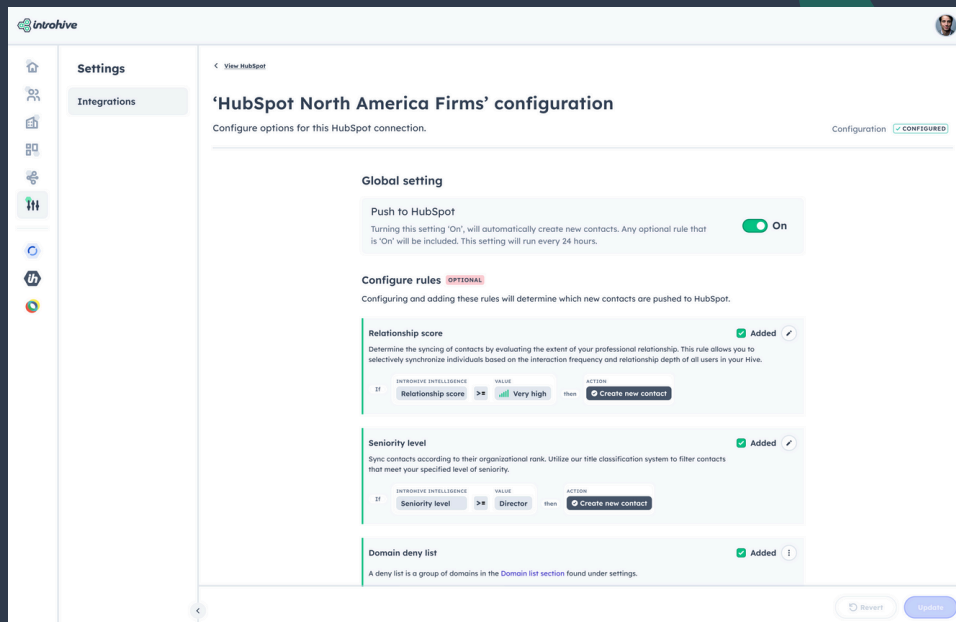 introhive
Settings
Integrations
View HubSpot
‘HubSpot North America Firms’ configuration
Configure options for this HubSpot connection.
Configuration
CONFIGURED
Global setting
Push to HubSpot
Turning this setting ‘On’, will automatically create new contacts. Any optional rule that
is ‘On’ will be included. This setting will run every 24 hours.
On
Configure rules OPTIONAL
Configuring and adding these rules will determine which new contacts are pushed to HubSpot.
Relationship score
Added
Determine the syncing of contacts by evaluating the extent of your professional relationship. This rule allows you to
selectively synchronize individuals based on the interaction frequency and relationship depth of all users in your Hive.
INTROHIVE INTELLIGENCE VALUE ACTION
If Relationship score >= Very high then Create new contact
Seniority level
Added
Sync contacts according to their organizational rank. Utilize our title classification system to filter contacts
that meet your specified level of seniority.
INTROHIVE INTELLIGENCE VALUE ACTION
If Seniority level >= Director then Create new contact
Domain deny list
Added
A deny list is a group of domains in the Domain list section found under settings.
Revert
Update
ih